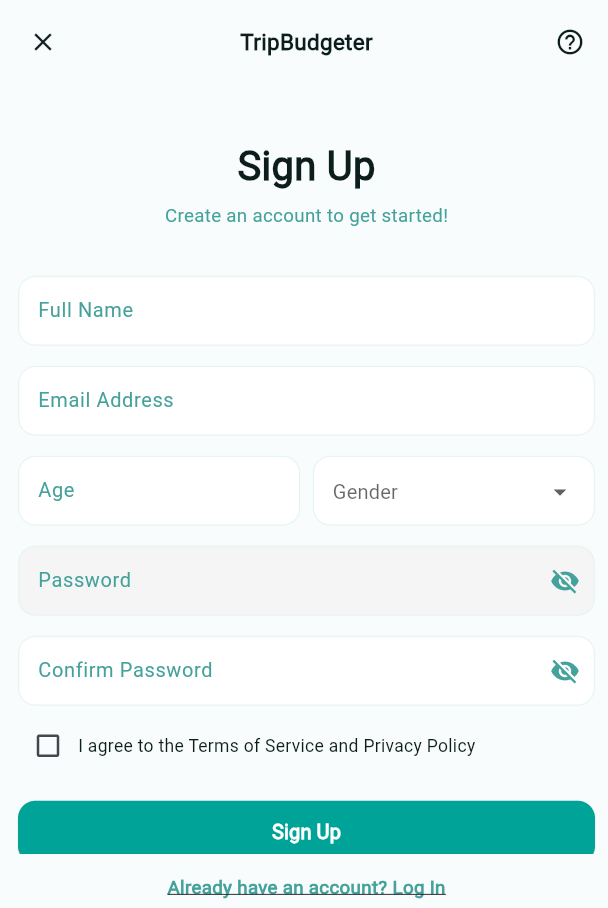 TripBudgeter
Sign Up
Create an account to get started!
Full Name
Email Address
Age
Gender
Password
Confirm Password
I agree to the Terms of Service and Privacy Policy
Sign Up
Already have an account? Log In